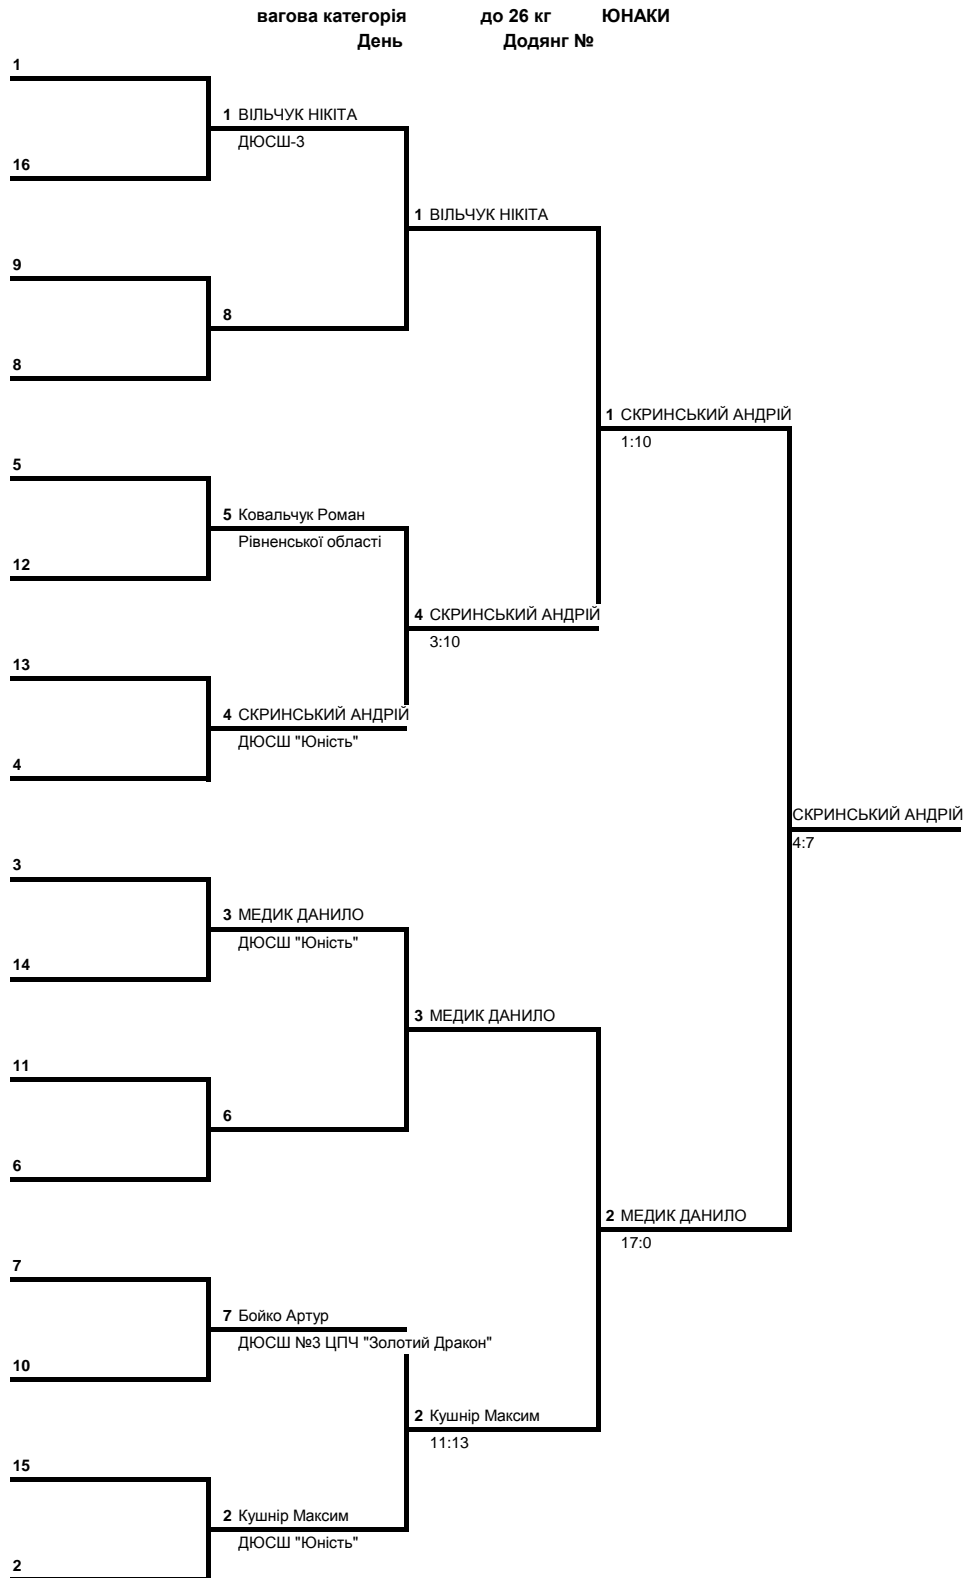 вагова категорія до 26 кг ЮНАКИ
День Додянг №
1
1 ВІЛЬЧУК НІКІТА
ДЮСШ-3
16
1 ВІЛЬЧУК НІКІТА
9
8
8
1 СКРИНСЬКИЙ АНДРІЙ
1:10
5
5 Ковальчук Роман
Рівненської області
12
4 СКРИНСЬКИЙ АНДРІЙ
3:10
13
4 СКРИНСЬКИЙ АНДРІЙ
ДЮСШ "Юність"
4
СКРИНСЬКИЙ АНДРІЙ
4:7
3
3 МЕДИК ДАНИЛО
ДЮСШ "Юність"
14
3 МЕДИК ДАНИЛО
11
6
6
2 МЕДИК ДАНИЛО
17:0
7
7 Бойко Артур
ДЮСШ №3 ЦПЧ "Золотий Дракон"
10
2 Кушнір Максим
11:13
15
2 Кушнір Максим
ДЮСШ "Юність"
2